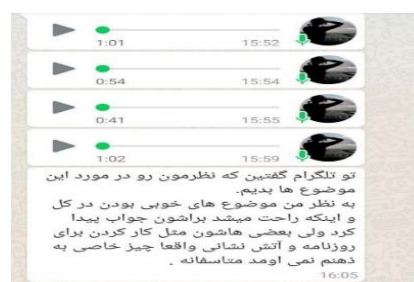 1:01 15:52
0:54 15:54
0:41 15:55
1:02 15:59
تو تلگرام گفتین که نظرمون رو در مورد این
موضوع ها بدیم.
به نظر من موضوع های خوبی بودن در کل
و اینکه راحت میشد براشون جواب پیدا
کرد ولی بعضی هاشون مثل کار کردن برای
روزنامه و آتش نشانی واقعا چیز خاصی به
ذهنم نمی اومد متاسفانه .
16:05